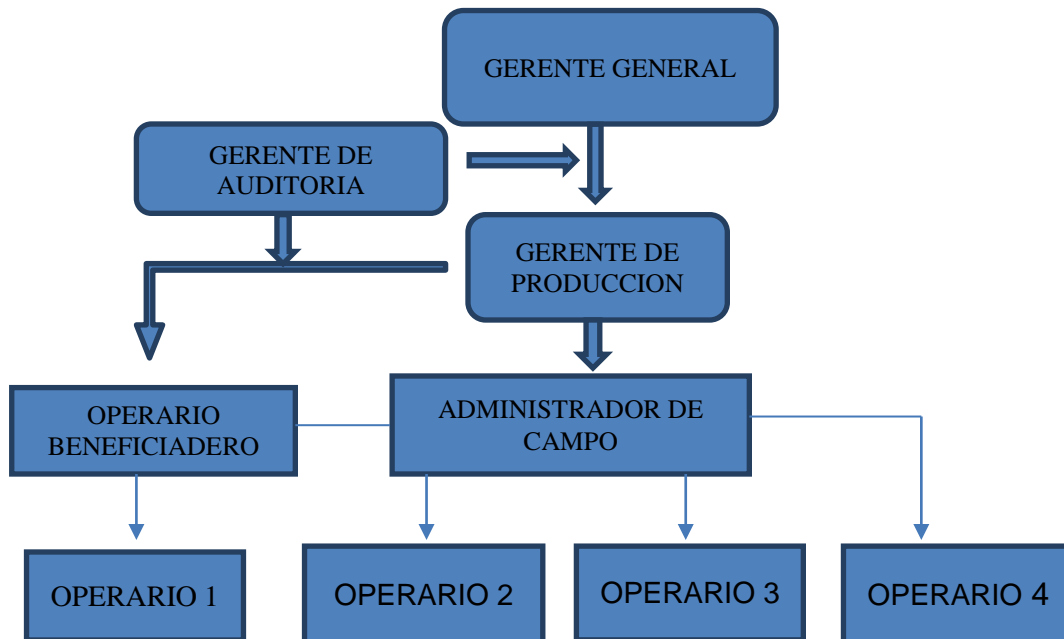 GERENTE GENERAL
GERENTE DE
AUDITORIA
GERENTE DE
PRODUCCION
OPERARIO
BENEFICIADERO
ADMINISTRADOR DE
CAMPO
OPERARIO 1
OPERARIO 2
OPERARIO 3
OPERARIO 4